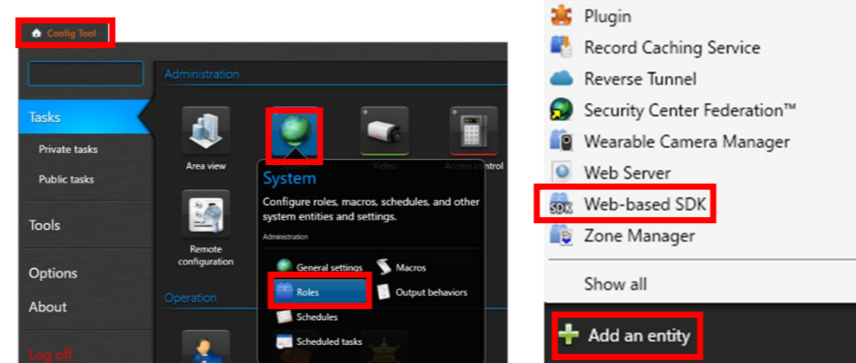 Config Tool
Administration
Tasks
Private tasks
Public tasks
Tools
Options
About
Log off
Area view
Video
Access control
System
Configure roles, macros, schedules, and other
system entities and settings.
Administration
General settings
Macros
Roles
Output behaviors
Schedules
Scheduled tasks
Remote
configuration
Operation
Plugin
Record Caching Service
Reverse Tunnel
Security Center Federation™
Wearable Camera Manager
Web Server
SDK
Web-based SDK
Zone Manager
Show all
Add an entity